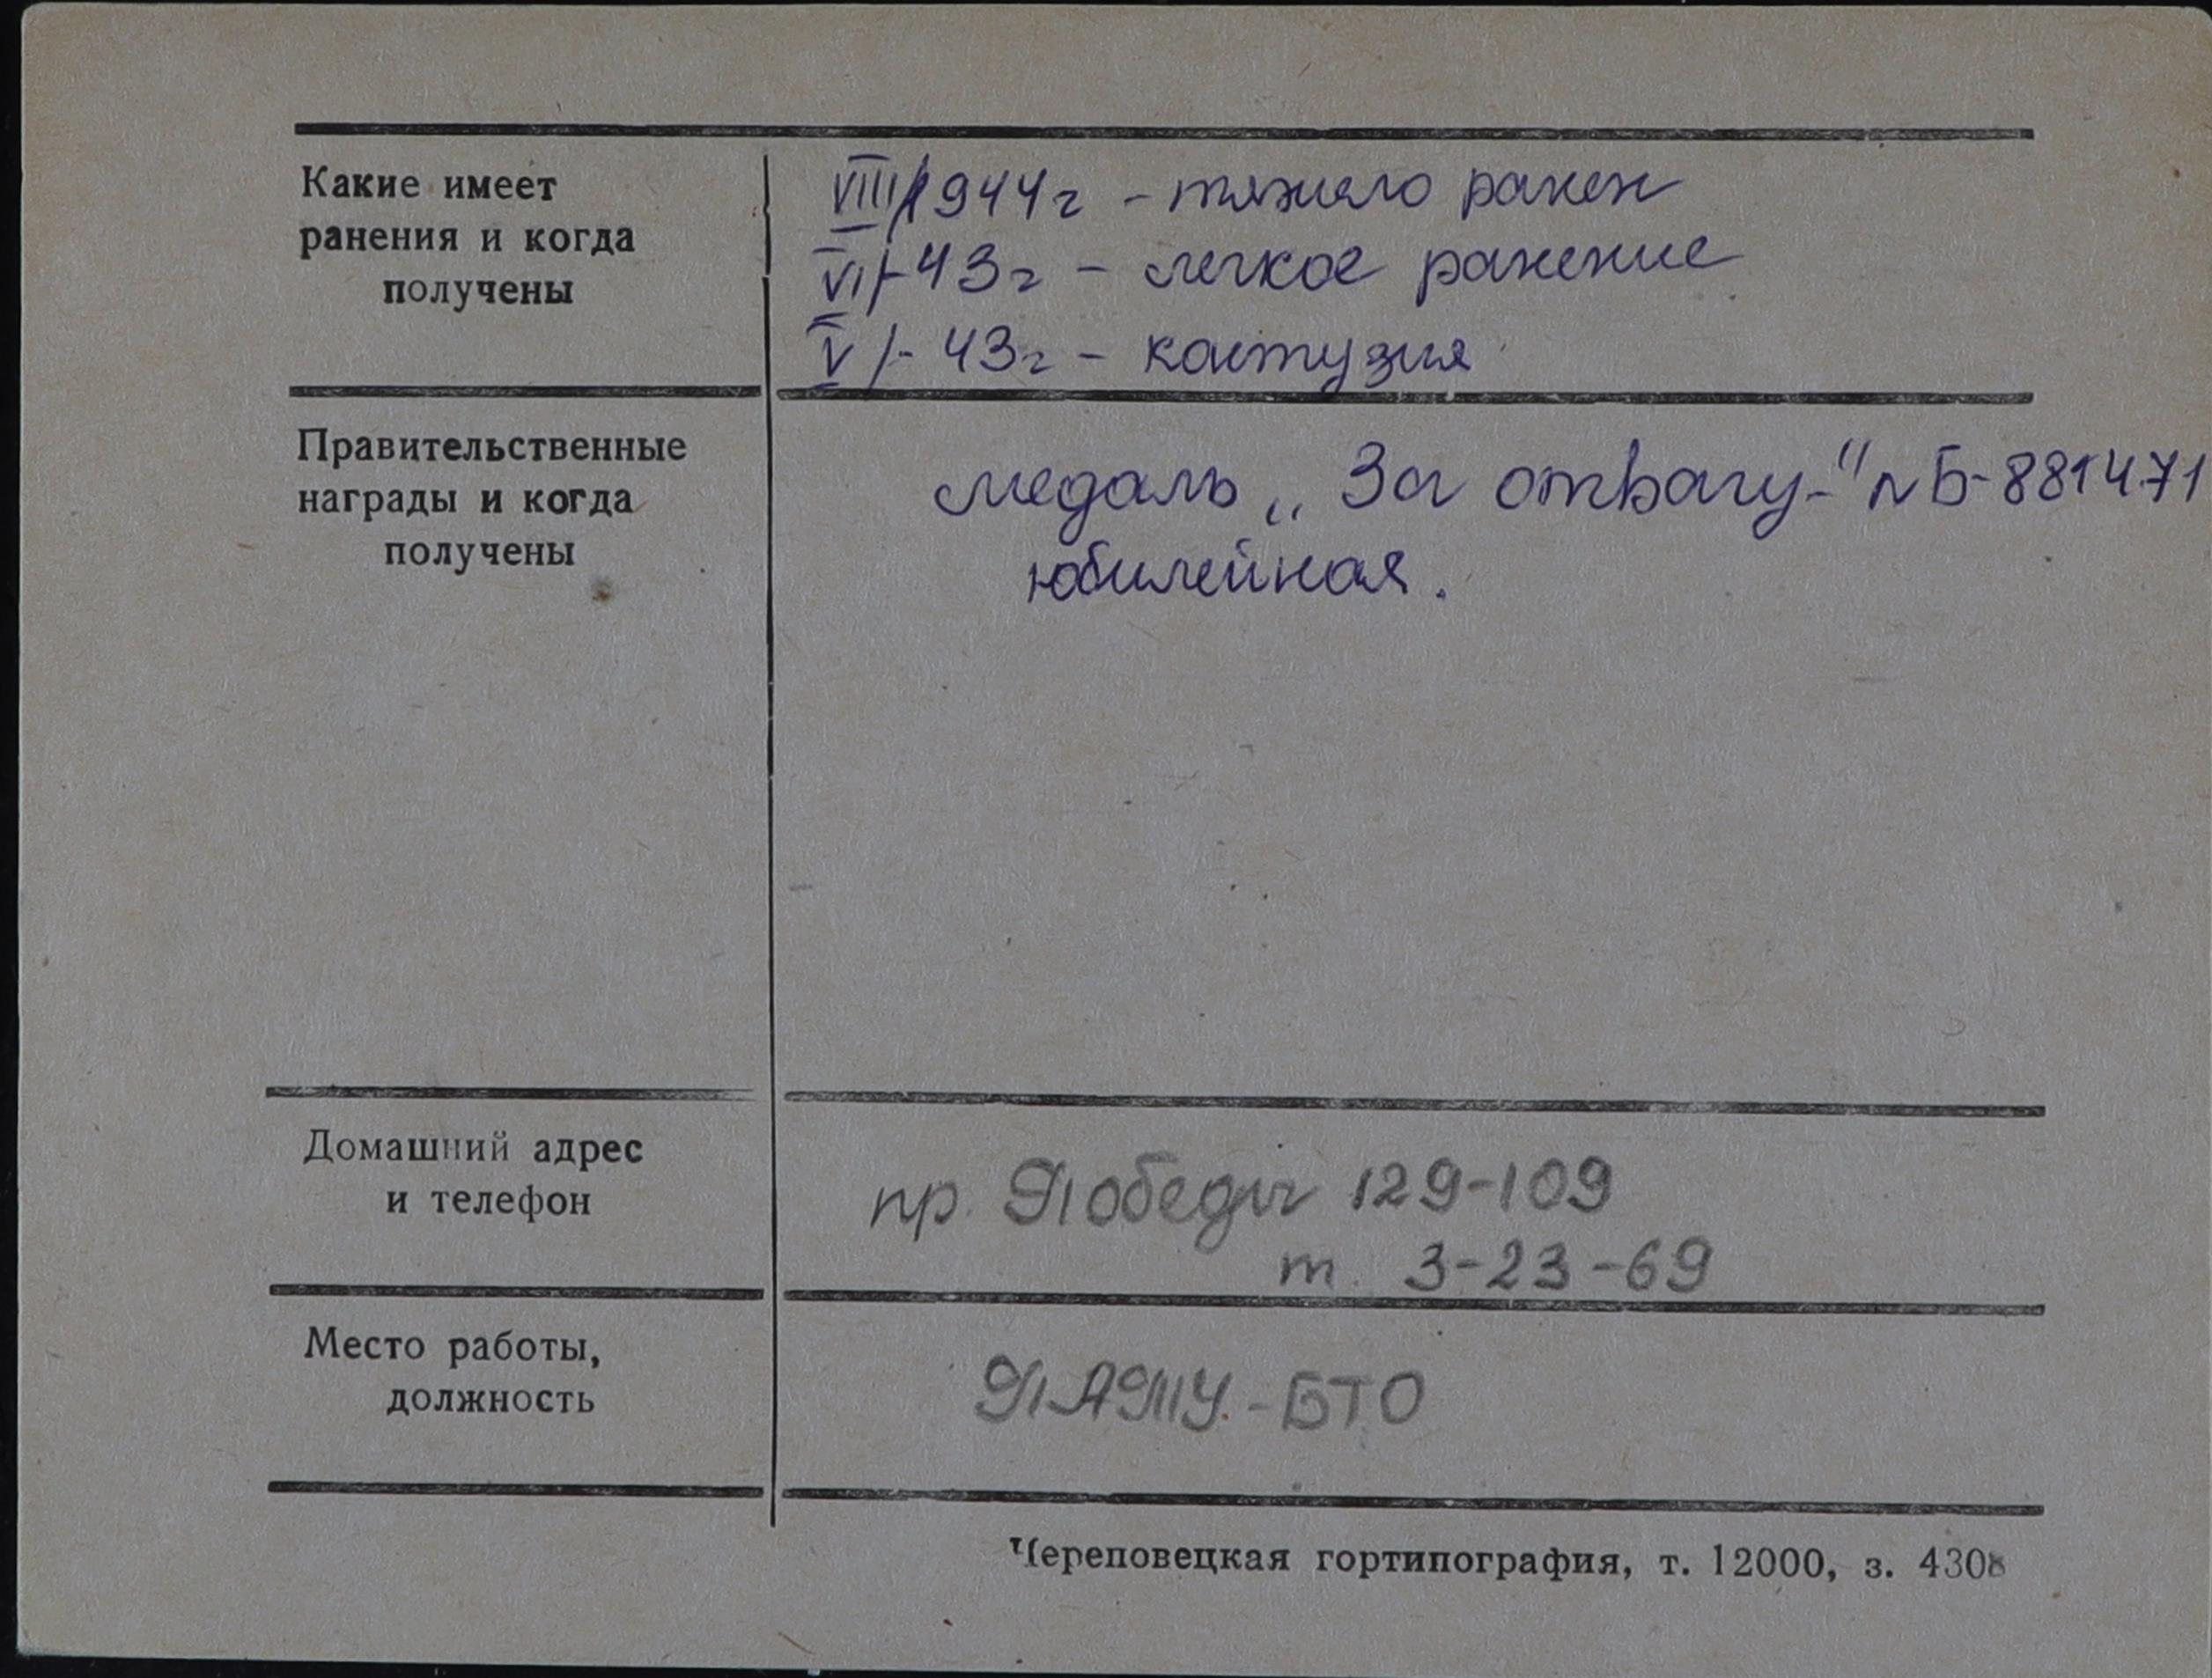 Какие имеет
ранения и когда
получены
VIII/1944г - тяжело ранен
VI/-43г - легкое ранение
V/-43г - контузия
Правительственные
награды и когда
получены
медаль „За отвагу-" № Б-881471
юбилейная.
Домашний адрес
и телефон
пр. Победы 129-109
т. 3-23-69
Место работы,
должность
ПАТУ-БТО
Череповецкая гортипография, т. 12000, з. 4308